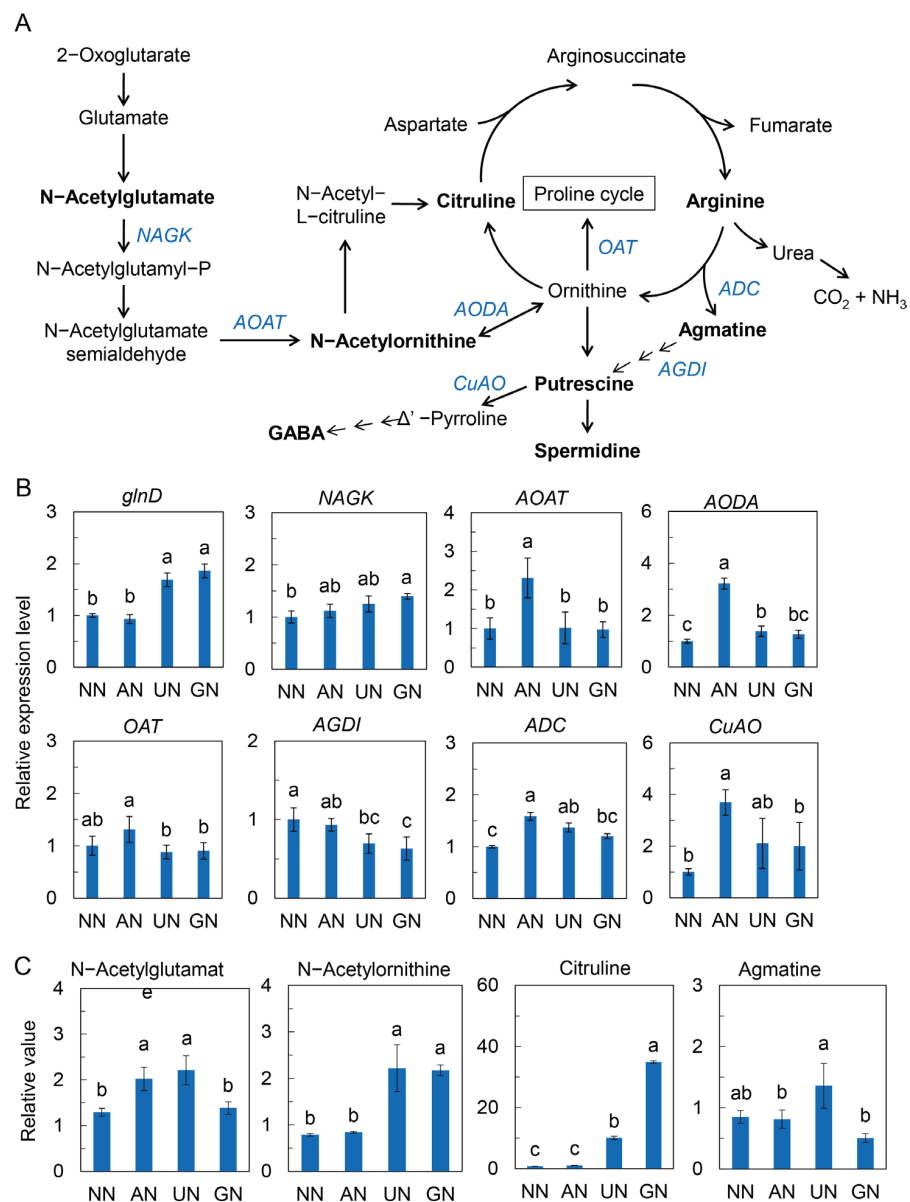 A
2−Oxoglutarate
Glutamate
N−Acetylglutamate
NAGK
N−Acetylglutamyl−P
N−Acetylglutamate
semialdehyde
AOAT
N−Acetyl−
L−citruline
N−Acetylornithine
Aspartate
Arginosuccinate
Fumarate
Citruline
Proline cycle
Arginine
OAT
Urea
CO₂ + NH₃
Ornithine
AODA
ADC
Agmatine
AGDI
CuAO
Putrescine
GABA
Δ' −Pyrroline
Spermidine
B
Relative expression level
glnD
3
2
1
0
b
b
a
a
NN AN UN GN
NAGK
3
2
1
0
b
ab
ab
a
NN AN UN GN
AOAT
4
3
2
1
0
b
a
b
b
NN AN UN GN
AODA
6
4
2
0
c
a
b
bc
NN AN UN GN
OAT
3
2
1
0
ab
a
b
b
NN AN UN GN
AGDI
2
1
0
a
ab
bc
c
NN AN UN GN
ADC
3
2
1
0
c
a
ab
bc
NN AN UN GN
CuAO
6
4
2
0
b
a
ab
b
NN AN UN GN
C
Relative value
N−Acetylglutamat
e
4
3
2
1
0
b
a
a
b
NN AN UN GN
N−Acetylornithine
4
3
2
1
0
b
b
a
a
NN AN UN GN
Citruline
60
40
20
0
c
c
b
a
NN AN UN GN
Agmatine
3
2
1
0
ab
b
a
b
NN AN UN GN